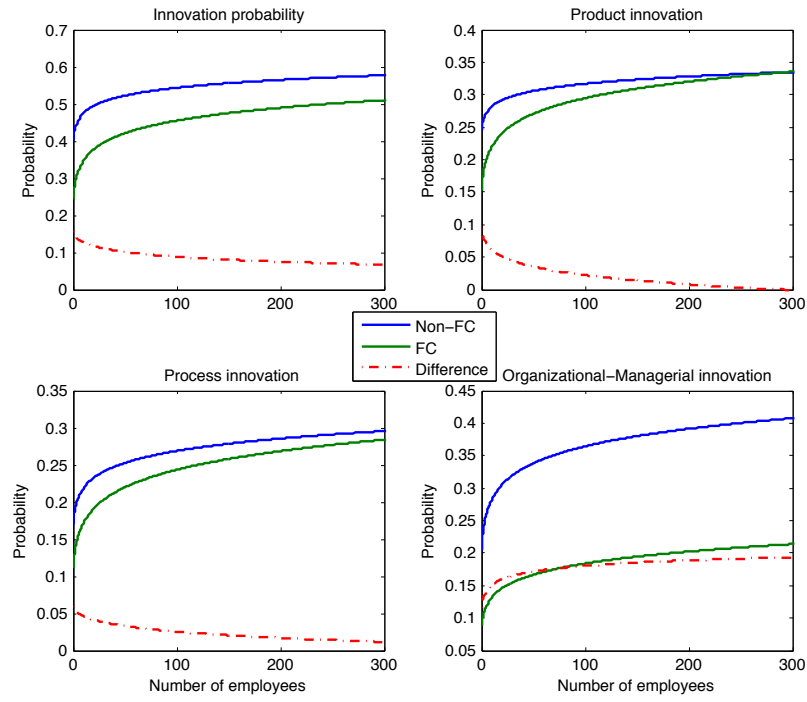 Innovation probability
0.7
0.6
0.5
0.4
0.3
0.2
0.1
0
Probability
0 100 200 300
Product innovation
0.4
0.35
0.3
0.25
0.2
0.15
0.1
0.05
0
Probability
0 100 200 300
Non−FC
FC
Difference
Process innovation
0.35
0.3
0.25
0.2
0.15
0.1
0.05
0
Probability
0 100 200 300
Number of employees
Organizational−Managerial innovation
0.45
0.4
0.35
0.3
0.25
0.2
0.15
0.1
0.05
Probability
0 100 200 300
Number of employees